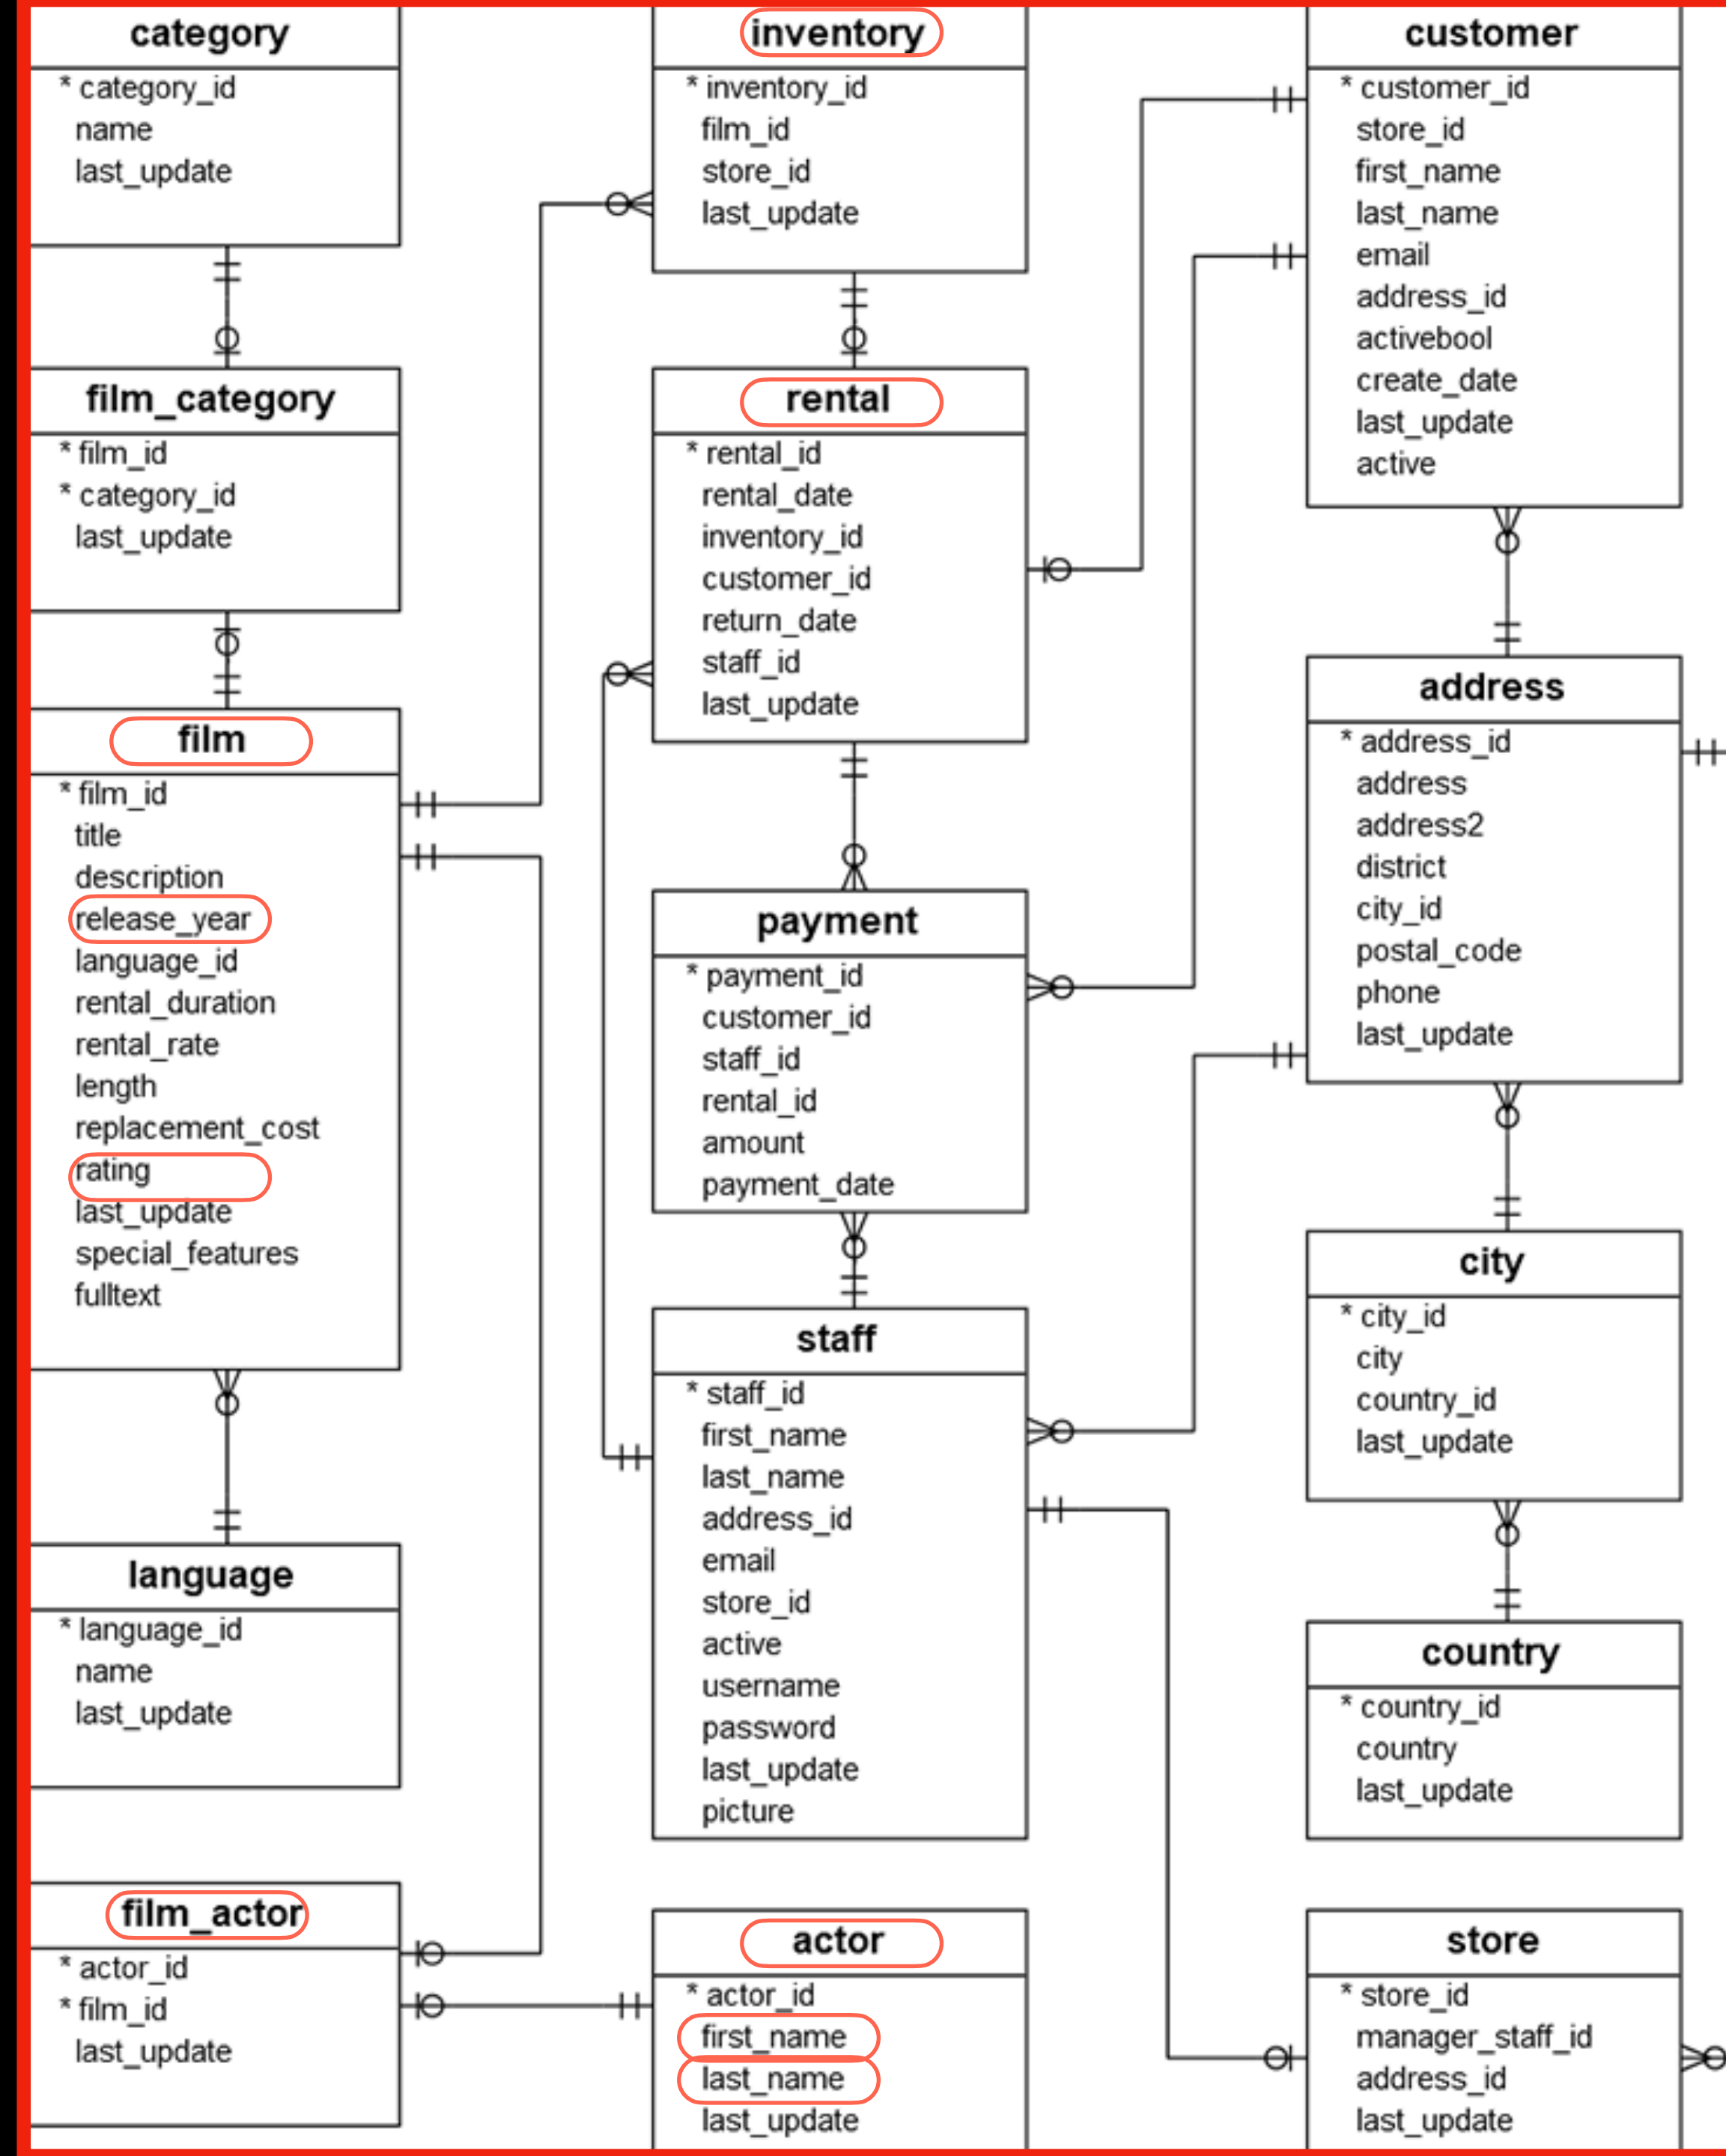 category
* category_id
name
last_update
film_category
* film_id
* category_id
last_update
film
* film_id
title
description
release_year
language_id
rental_duration
rental_rate
length
replacement_cost
rating
last_update
special_features
fulltext
language
* language_id
name
last_update
film_actor
* actor_id
* film_id
last_update
inventory
* inventory_id
film_id
store_id
last_update
rental
* rental_id
rental_date
inventory_id
customer_id
return_date
staff_id
last_update
payment
* payment_id
customer_id
staff_id
rental_id
amount
payment_date
staff
* staff_id
first_name
last_name
address_id
email
store_id
active
username
password
last_update
picture
actor
* actor_id
first_name
last_name
last_update
customer
* customer_id
store_id
first_name
last_name
email
address_id
activebool
create_date
last_update
active
address
* address_id
address
address2
district
city_id
postal_code
phone
last_update
city
* city_id
city
country_id
last_update
country
* country_id
country
last_update
store
* store_id
manager_staff_id
address_id
last_update